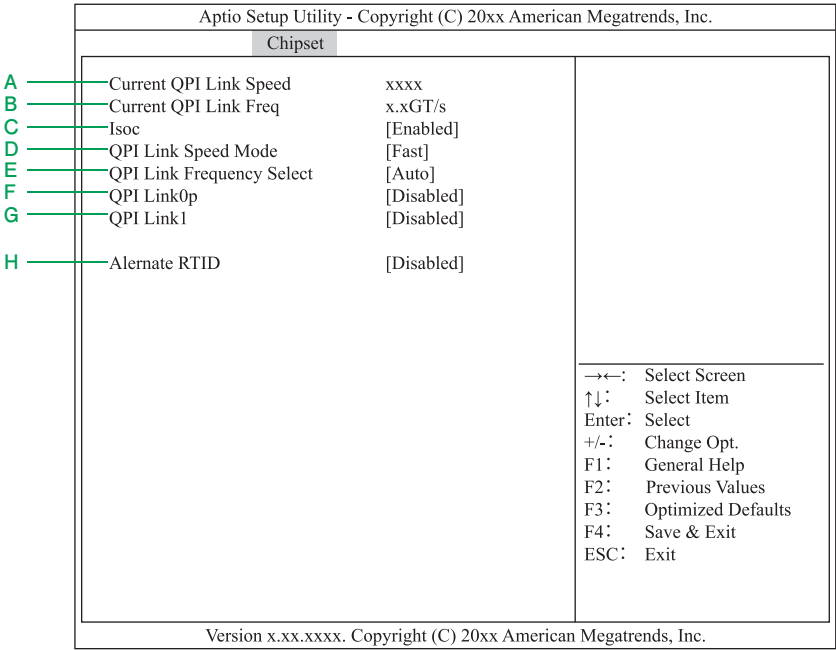 Aptio Setup Utility - Copyright (C) 20xx American Megatrends, Inc.
Chipset
A Current QPI Link Speed xxxx
B Current QPI Link Freq x.xGT/s
C Isoc [Enabled]
D QPI Link Speed Mode [Fast]
E QPI Link Frequency Select [Auto]
F QPI Link0p [Disabled]
G QPI Link1 [Disabled]
H Alernate RTID [Disabled]
→←: Select Screen
↑↓: Select Item
Enter: Select
+/-: Change Opt.
F1: General Help
F2: Previous Values
F3: Optimized Defaults
F4: Save & Exit
ESC: Exit
Version x.xx.xxxx. Copyright (C) 20xx American Megatrends, Inc.